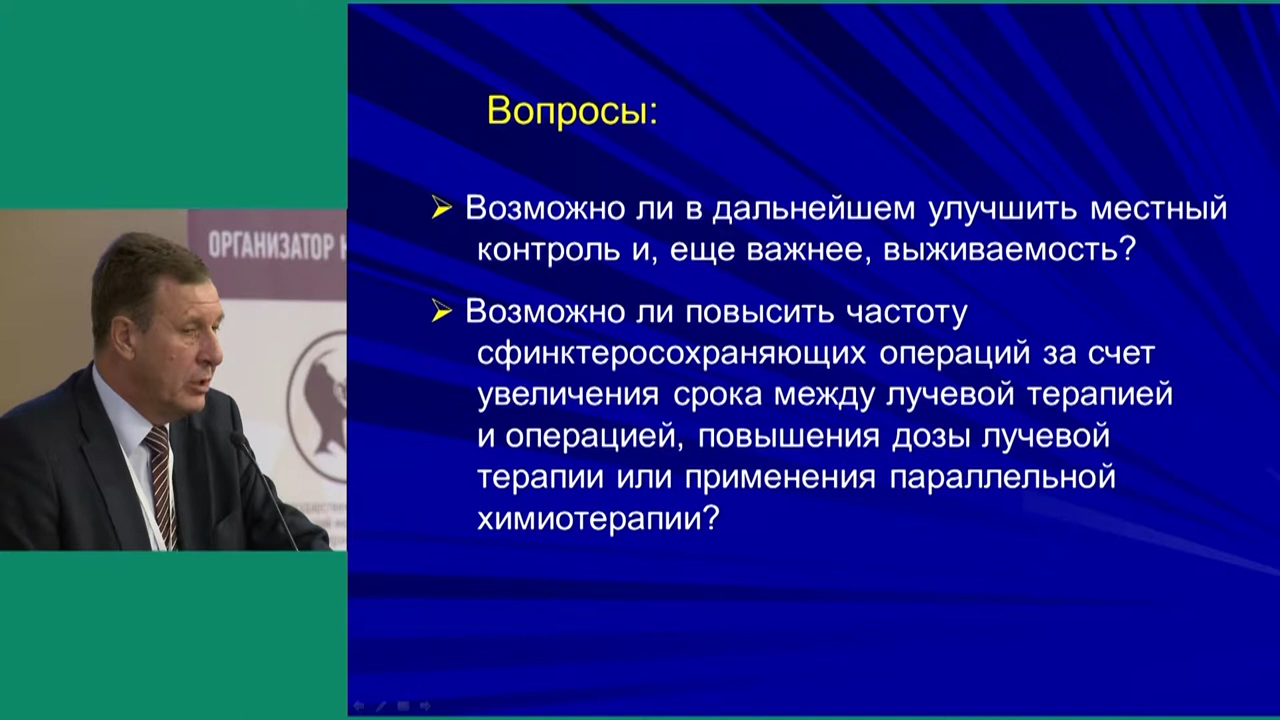 Вопросы:
Возможно ли в дальнейшем улучшить местный
контроль и, еще важнее, выживаемость?
Возможно ли повысить частоту
сфинктеросохраняющих операций за счет
увеличения срока между лучевой терапией
и операцией, повышения дозы лучевой
терапии или применения параллельной
химиотерапии?
ОРГАНИЗАТОР